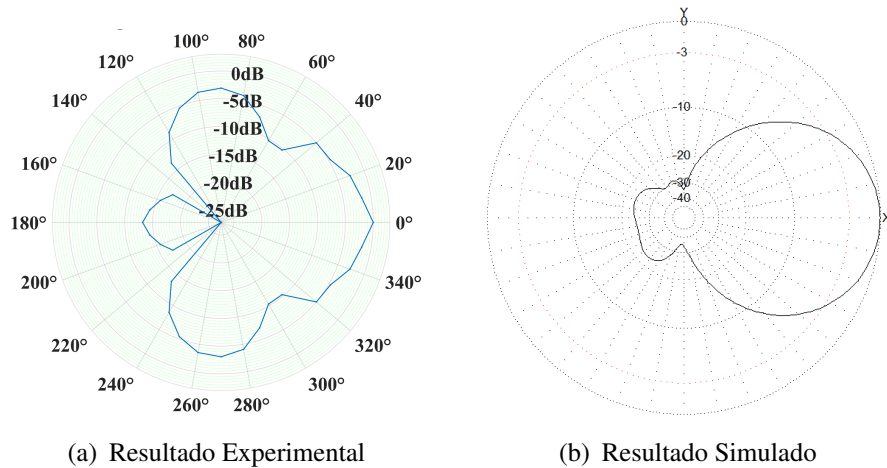 100°
80°
120°
60°
140°
40°
160°
20°
180°
0°
200°
340°
220°
320°
240°
300°
260°
280°
0dB
-5dB
-10dB
-15dB
-20dB
-25dB
(a) Resultado Experimental
Y
0
-3
-10
-20
-30
-40
X
(b) Resultado Simulado